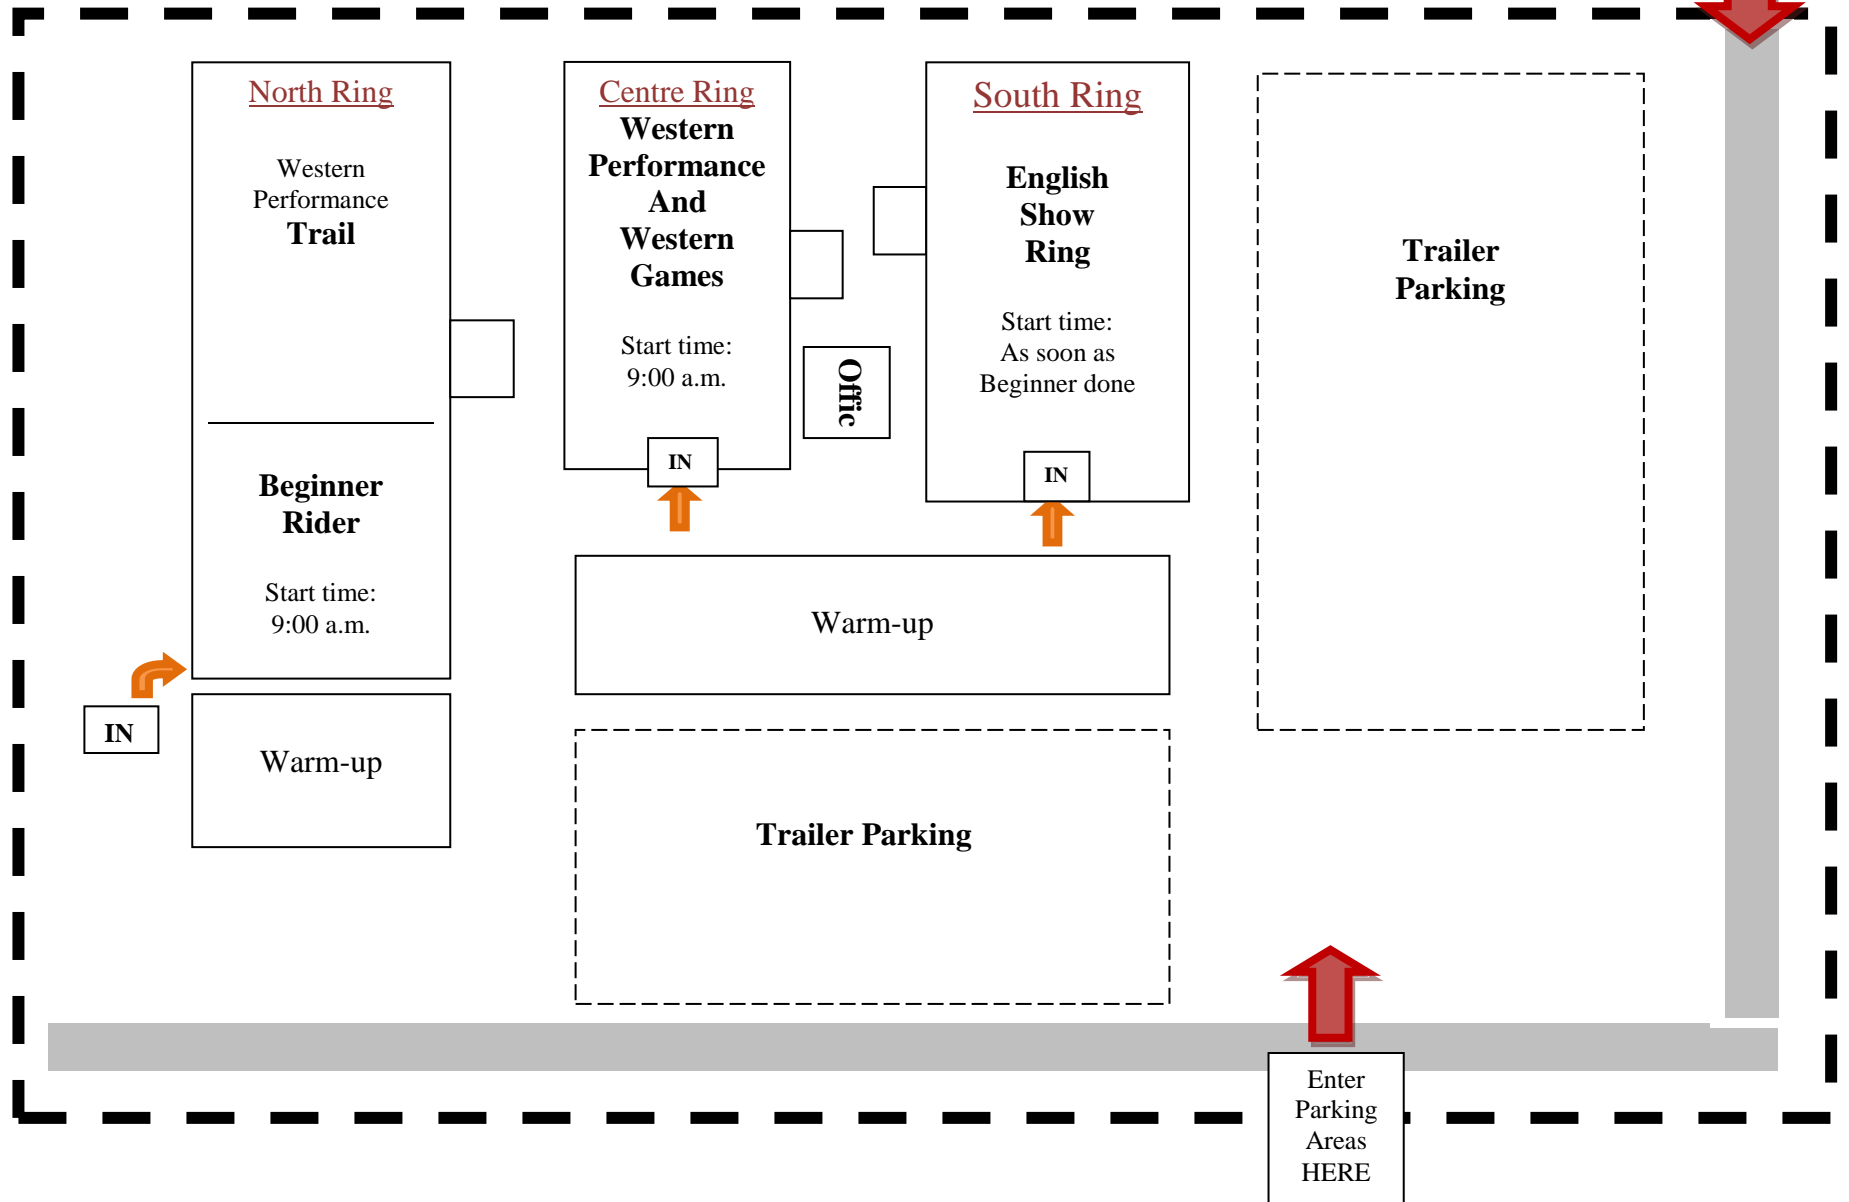 North Ring
Western
Performance
Trail
Beginner
Rider
Start time:
9:00 a.m.
IN
Warm-up
Centre Ring
Western
Performance
And
Western
Games
Start time:
9:00 a.m.
IN
Offic
South Ring
English
Show
Ring
Start time:
As soon as
Beginner done
IN
Warm-up
Trailer Parking
Trailer
Parking
Enter
Parking
Areas
HERE